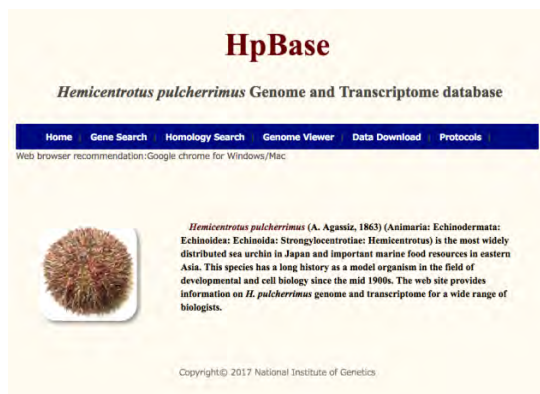 HpBase
Hemicentrotus pulcherrimus Genome and Transcriptome database
Home | Gene Search | Homology Search | Genome Viewer | Data Download | Protocols |
Web browser recommendation:Google chrome for Windows/Mac
Hemicentrotus pulcherrimus (A. Agassiz, 1863) (Animaria: Echinodermata:
Echinoidea: Echinoida: Strongylocentrotiae: Hemicentrotus) is the most widely
distributed sea urchin in Japan and important marine food resources in eastern
Asia. This species has a long history as a model organism in the field of
developmental and cell biology since the mid 1900s. The web site provides
information on H. pulcherrimus genome and transcriptome for a wide range of
biologists.
Copyright© 2017 National Institute of Genetics